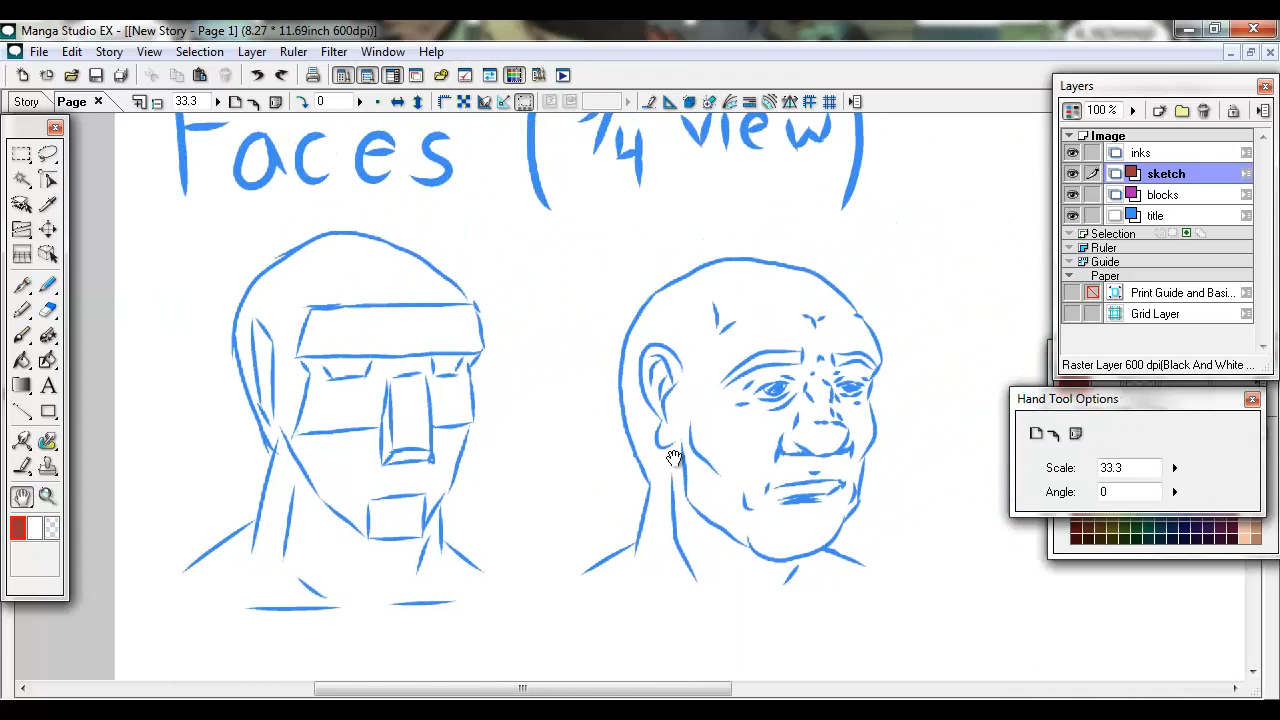 Manga Studio EX - [[New Story - Page 1] (8.27 * 11.69inch 600dpi)]
File Edit Story View Selection Layer Ruler Filter Window Help
Story Page 33.3 0
Faces (3/4 view)
Layers
100 %
Image
inks
sketch
blocks
title
Selection
Ruler
Guide
Paper
Print Guide and Basi...
Grid Layer
Raster Layer 600 dpi(Black And White ...
Hand Tool Options
Scale: 33.3
Angle: 0
A